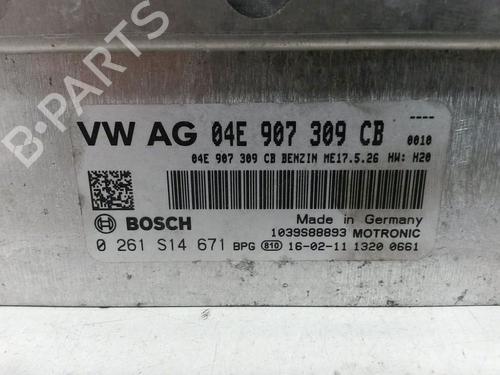 B-PARTS
VW AG 04E 907 309 CB
----
0010
04E 907 309 CB BENZIN ME17.5.26 HW: H20
BOSCH
Made in Germany
1039S88893 MOTRONIC
0 261 S14 671 BPG 810 16-02-11 1320 0661